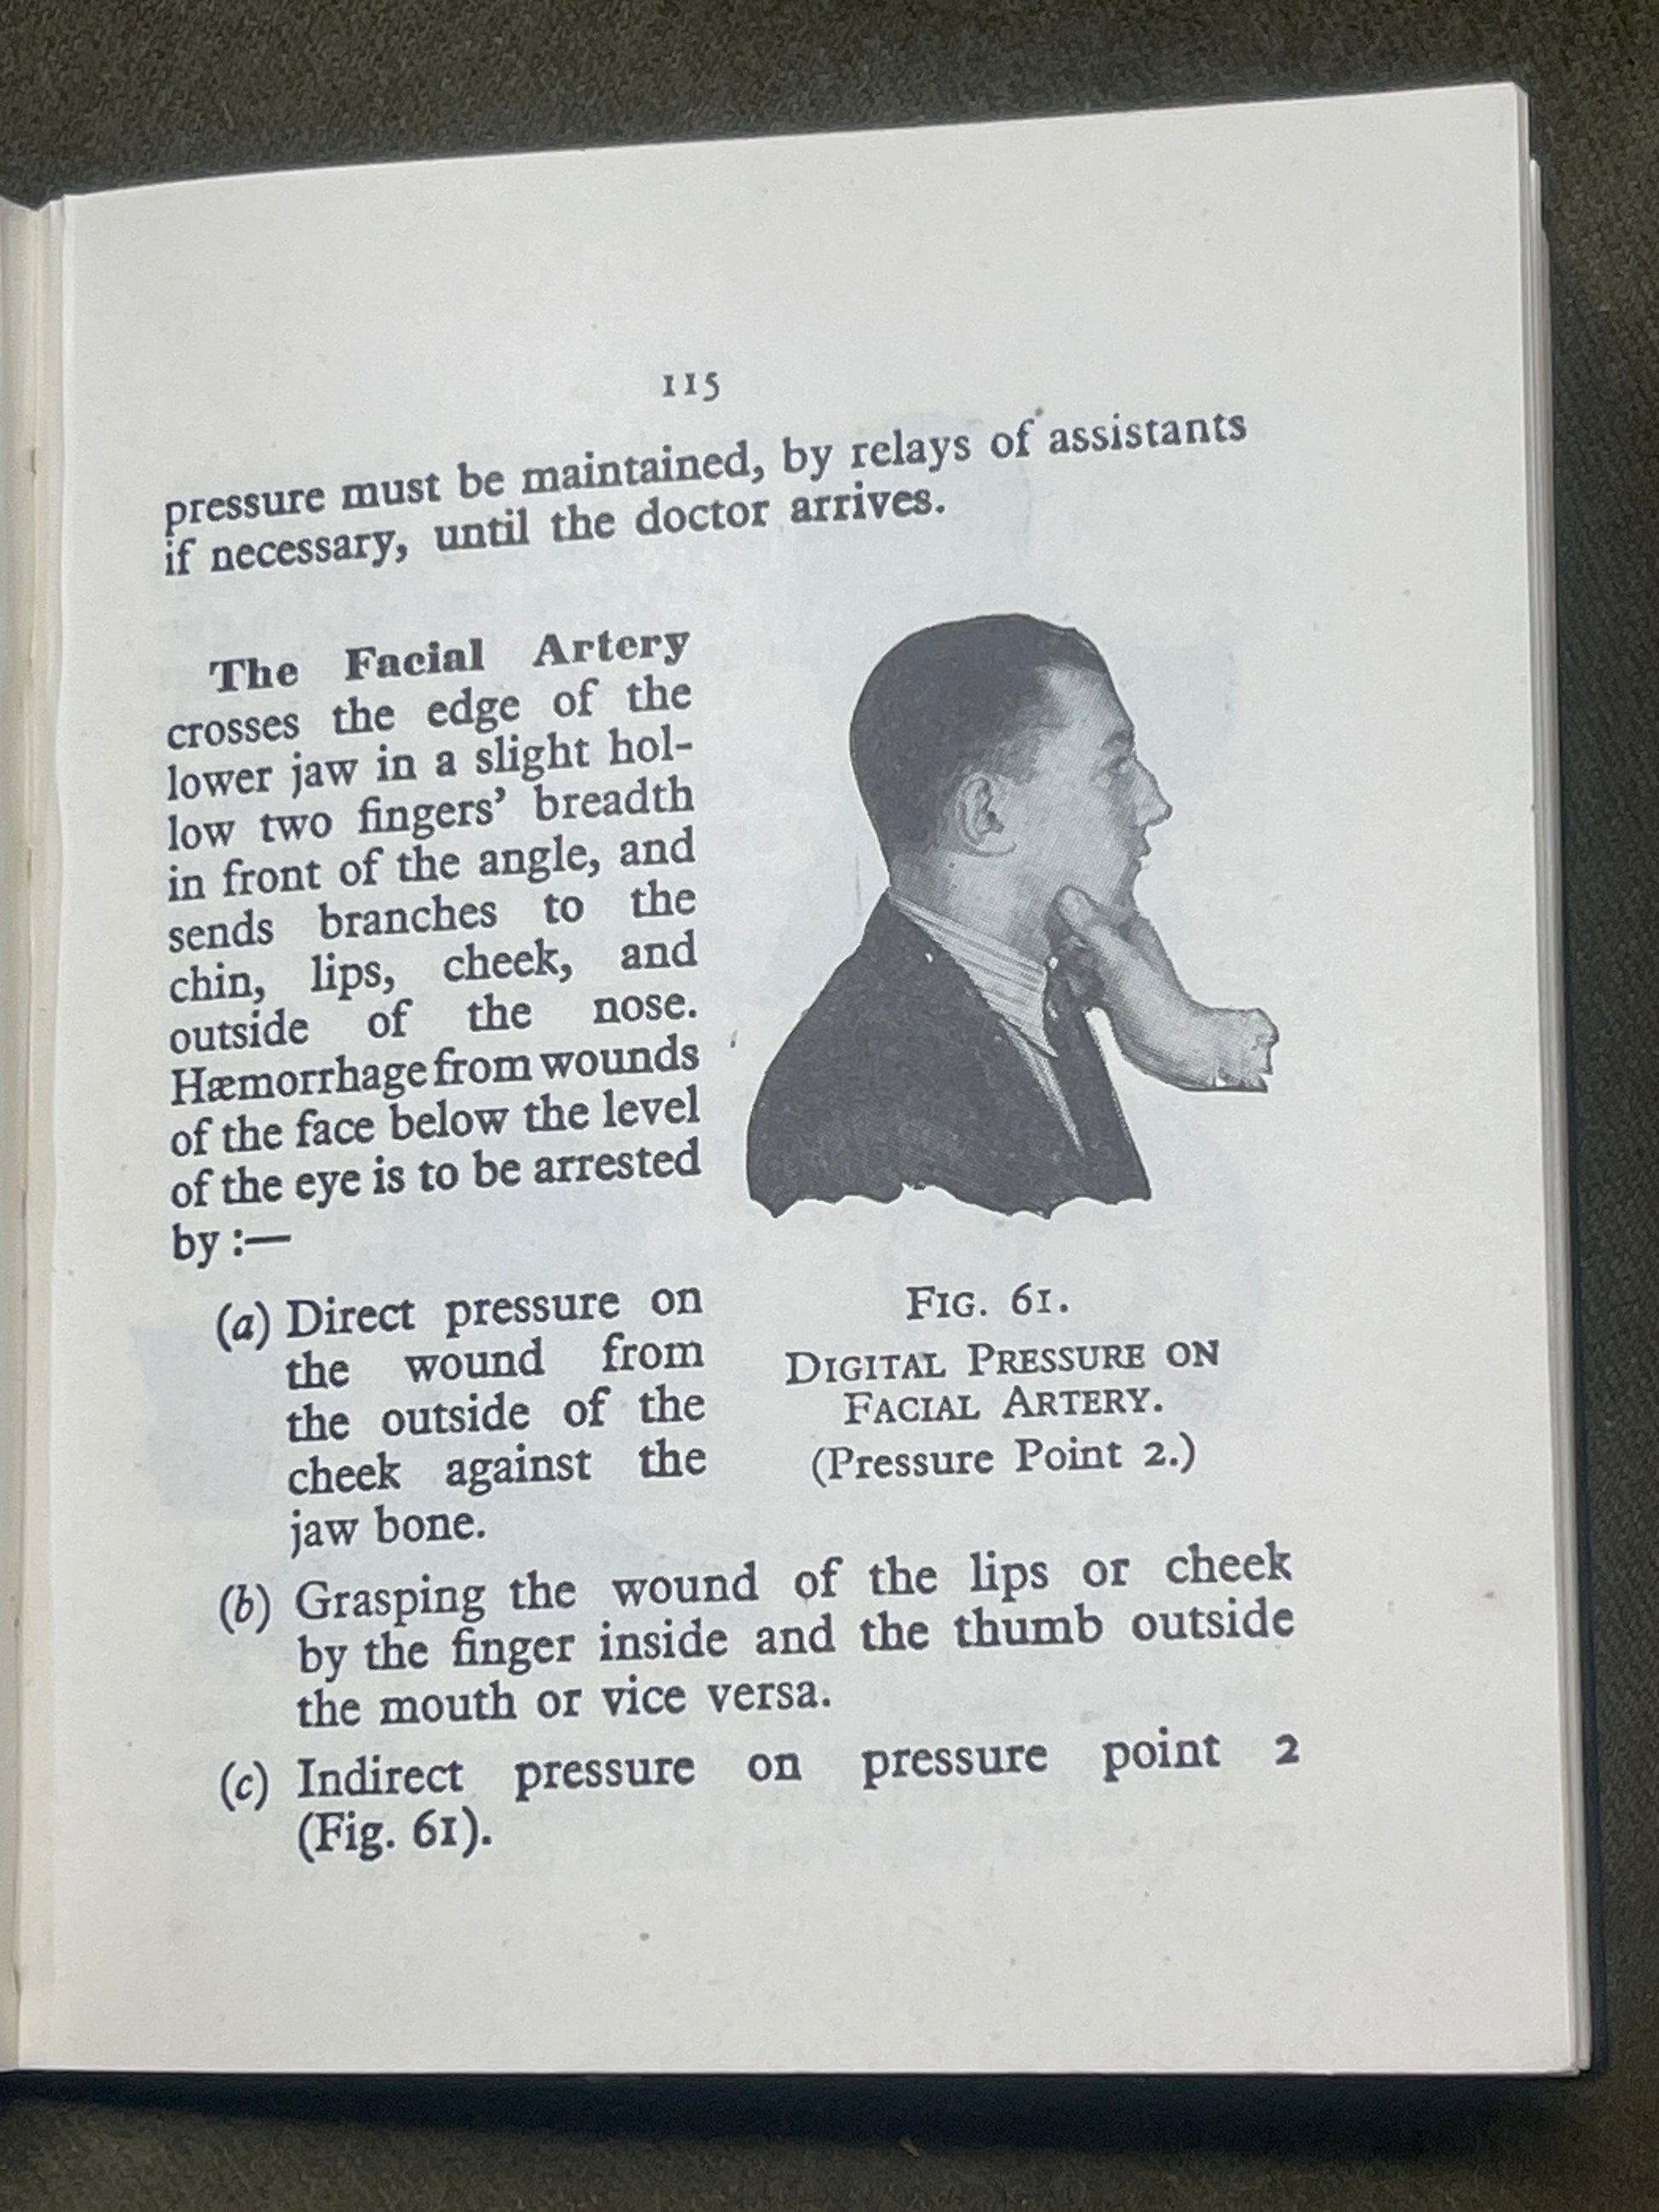 115
pressure must be maintained, by relays of assistants
if necessary, until the doctor arrives.
The Facial Artery
crosses the edge of the
lower jaw in a slight hol-
low two fingers' breadth
in front of the angle, and
sends branches to the
chin, lips, cheek, and
outside of the nose.
Hæmorrhage from wounds
of the face below the level
of the eye is to be arrested
by :—
(a) Direct pressure on
the wound from
the outside of the
cheek against the
jaw bone.
FIG. 61.
DIGITAL PRESSURE ON
FACIAL ARTERY.
(Pressure Point 2.)
(b) Grasping the wound of the lips or cheek
by the finger inside and the thumb outside
the mouth or vice versa.
(c) Indirect pressure on pressure point 2
(Fig. 61).